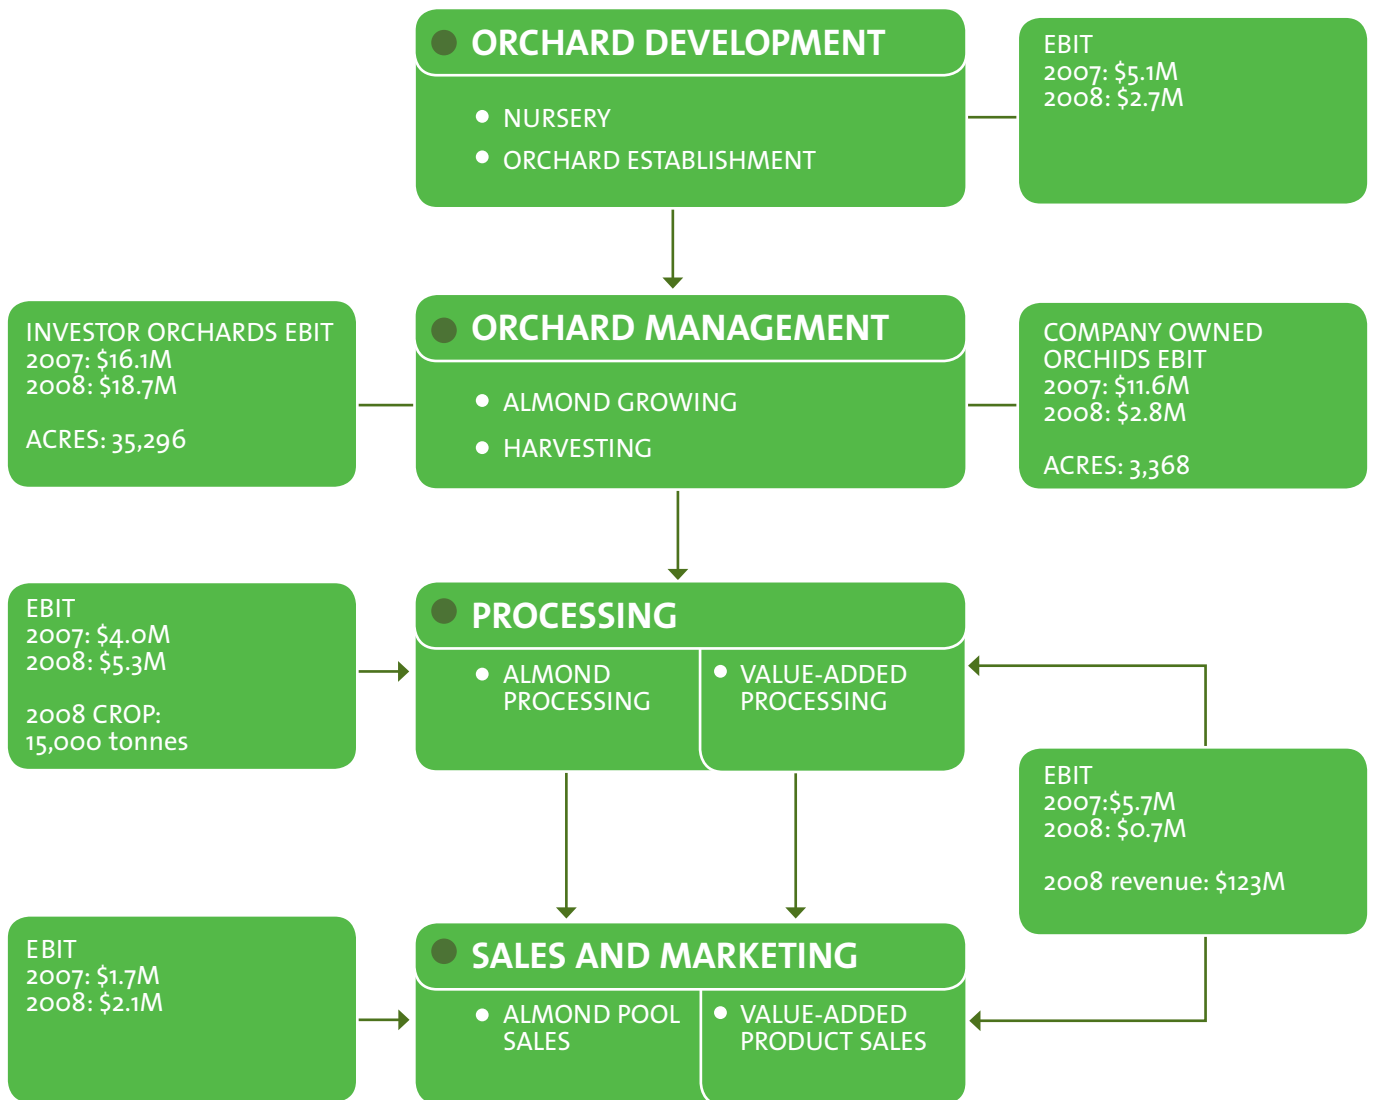 ORCHARD DEVELOPMENT
NURSERY
ORCHARD ESTABLISHMENT
EBIT
2007: $5.1M
2008: $2.7M
INVESTOR ORCHARDS EBIT
2007: $16.1M
2008: $18.7M
ACRES: 35,296
ORCHARD MANAGEMENT
ALMOND GROWING
HARVESTING
COMPANY OWNED
ORCHIDS EBIT
2007: $11.6M
2008: $2.8M
ACRES: 3,368
EBIT
2007: $4.0M
2008: $5.3M
2008 CROP:
15,000 tonnes
PROCESSING
ALMOND
PROCESSING
VALUE-ADDED
PROCESSING
EBIT
2007:$5.7M
2008: $0.7M
2008 revenue: $123M
EBIT
2007: $1.7M
2008: $2.1M
SALES AND MARKETING
ALMOND POOL
SALES
VALUE-ADDED
PRODUCT SALES